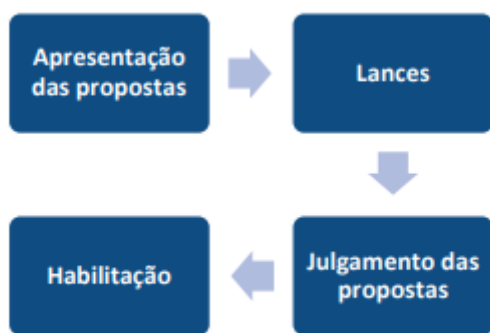 Apresentação
das propostas
Lances
Julgamento das
propostas
Habilitação